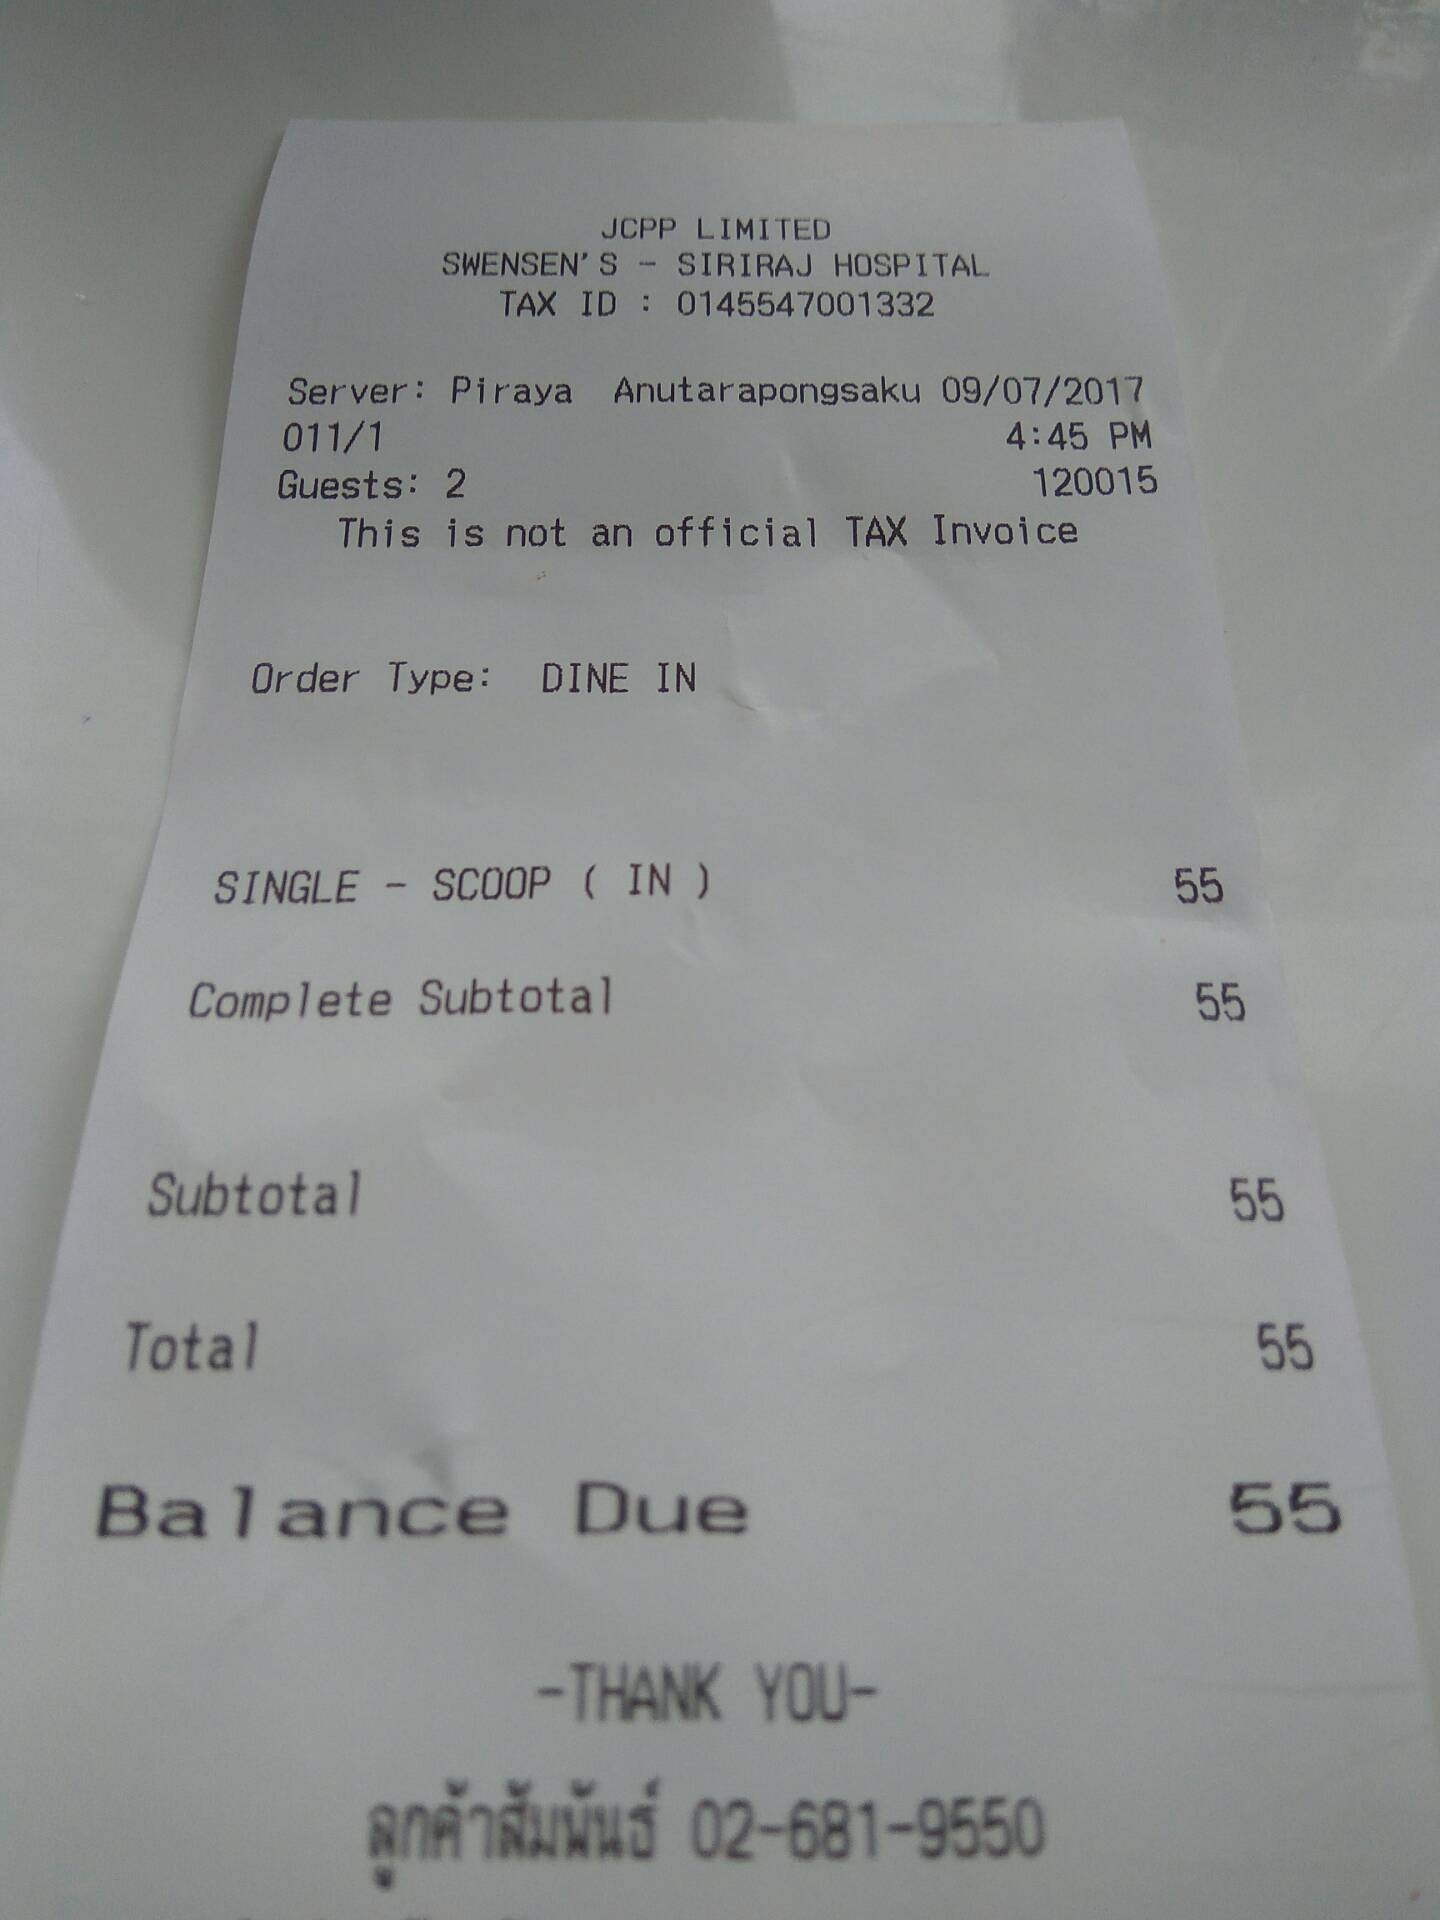 JCPP LIMITED
SWENSEN'S - SIRIRAJ HOSPITAL
TAX ID : 0145547001332
Server: Piraya Anutarapongsaku 09/07/2017
011/1 4:45 PM
Guests: 2 120015
This is not an official TAX Invoice
Order Type: DINE IN
SINGLE - SCOOP ( IN ) 55
Complete Subtotal 55
Subtotal 55
Total 55
Balance Due 55
-THANK YOU-
ลูกค้าสัมพันธ์ 02-681-9550